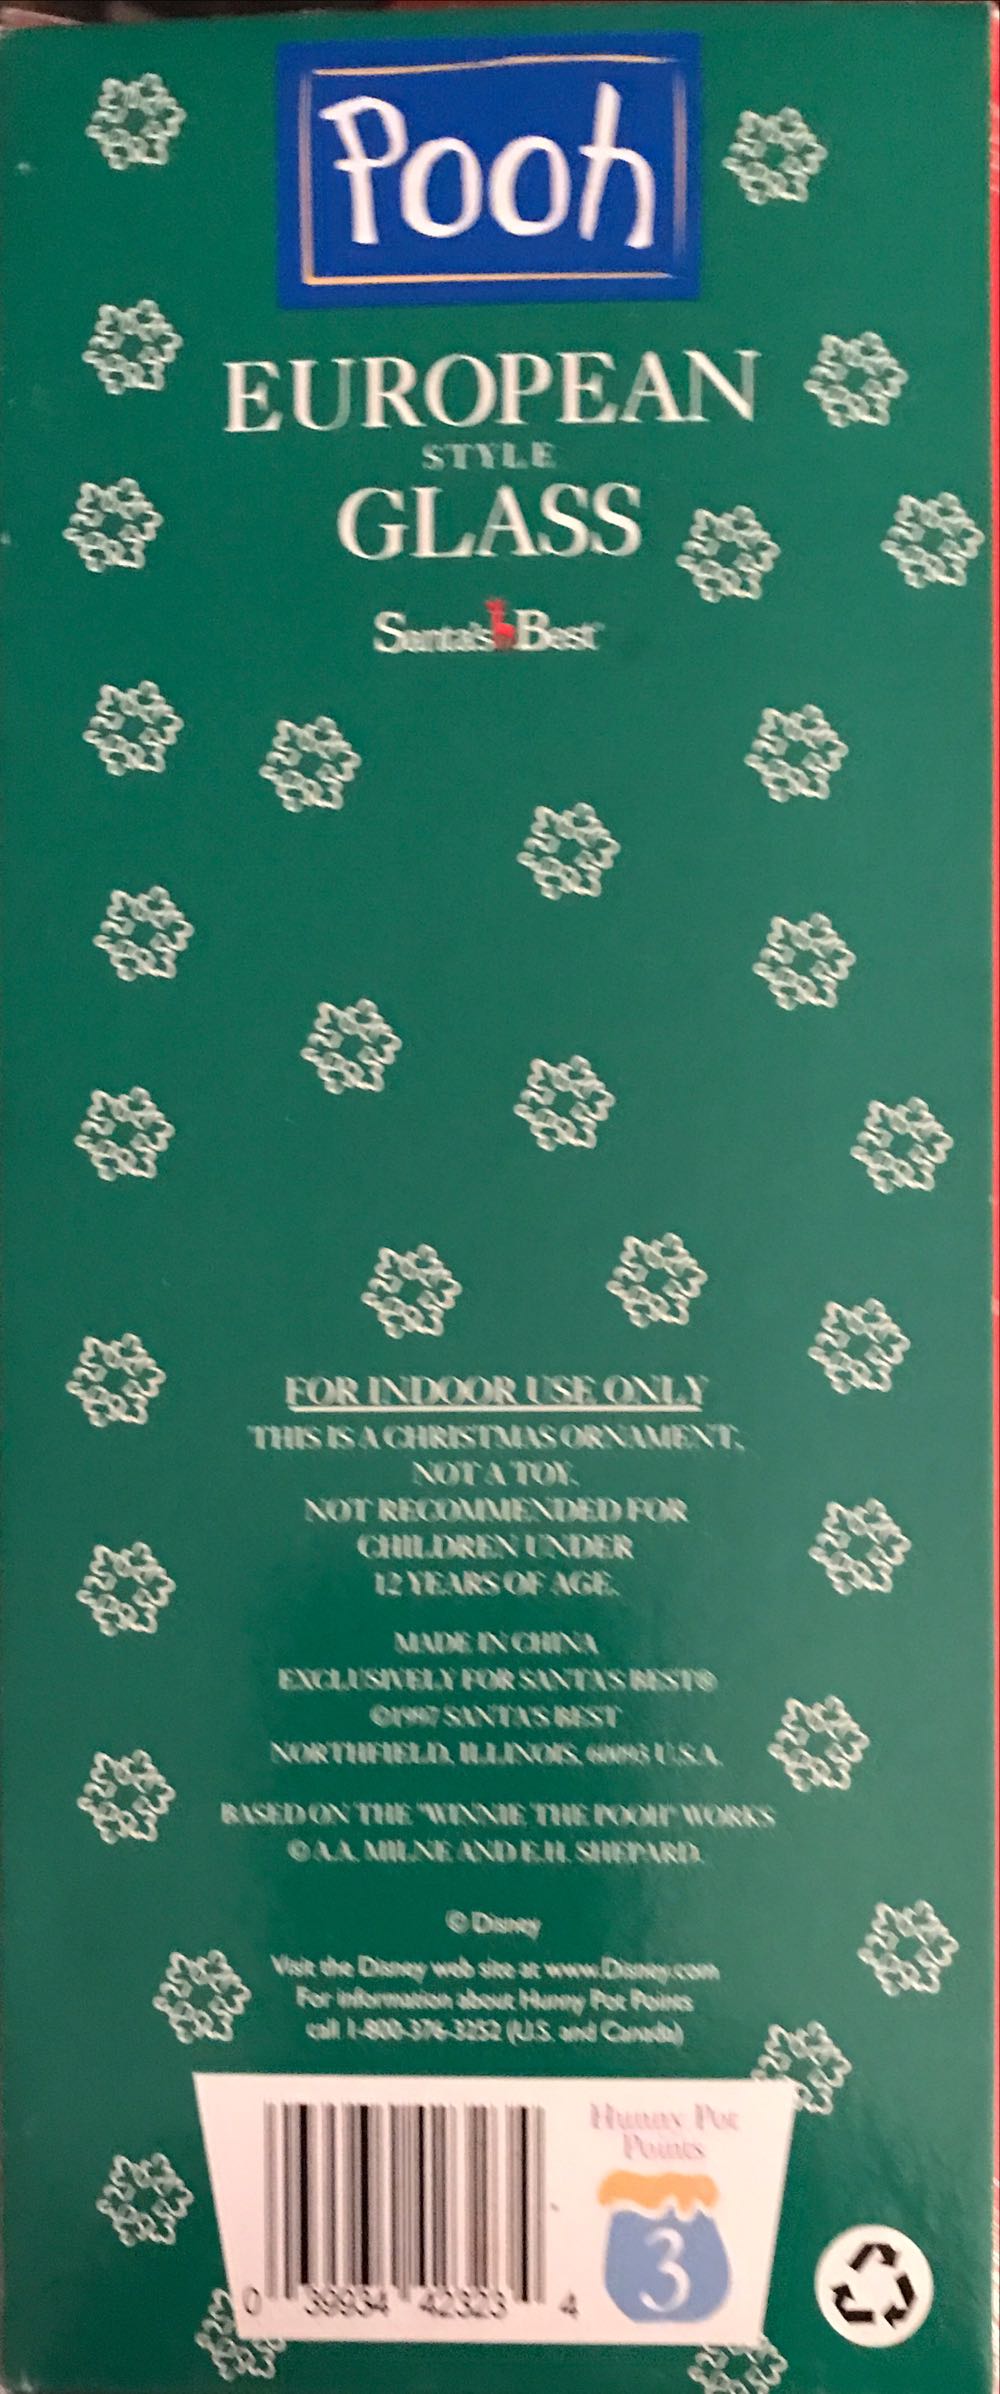 Pooh
EUROPEAN
STYLE
GLASS
Santa's Best
FOR INDOOR USE ONLY
THIS IS A CHRISTMAS ORNAMENT,
NOT A TOY.
NOT RECOMMENDED FOR
CHILDREN UNDER
12 YEARS OF AGE.
MADE IN CHINA
EXCLUSIVELY FOR SANTA'S BEST®
©1997 SANTA'S BEST
NORTHFIELD, ILLINOIS, 60093 U.S.A.
BASED ON THE "WINNIE THE POOH" WORKS
© A.A. MILNE AND E.H. SHEPARD.
© Disney
Visit the Disney web site at www.Disney.com
For information about Hunny Pot Points
call 1-800-376-3252 (U.S. and Canada)
Hunny Pot
Points
3
0 39934 42323 4